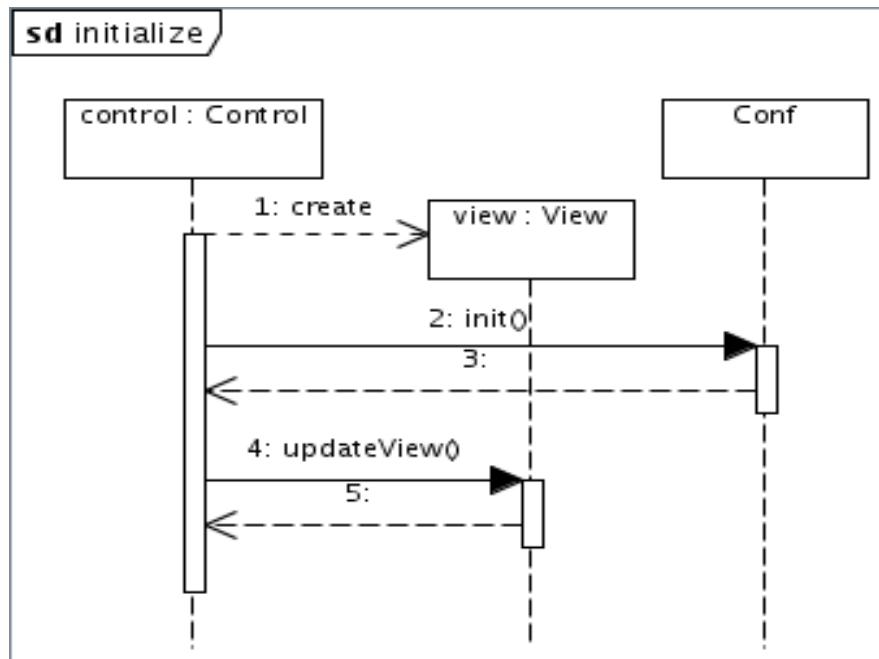 sd initialize
control : Control
Conf
1: create
view : View
2: init()
3:
4: updateView()
5: